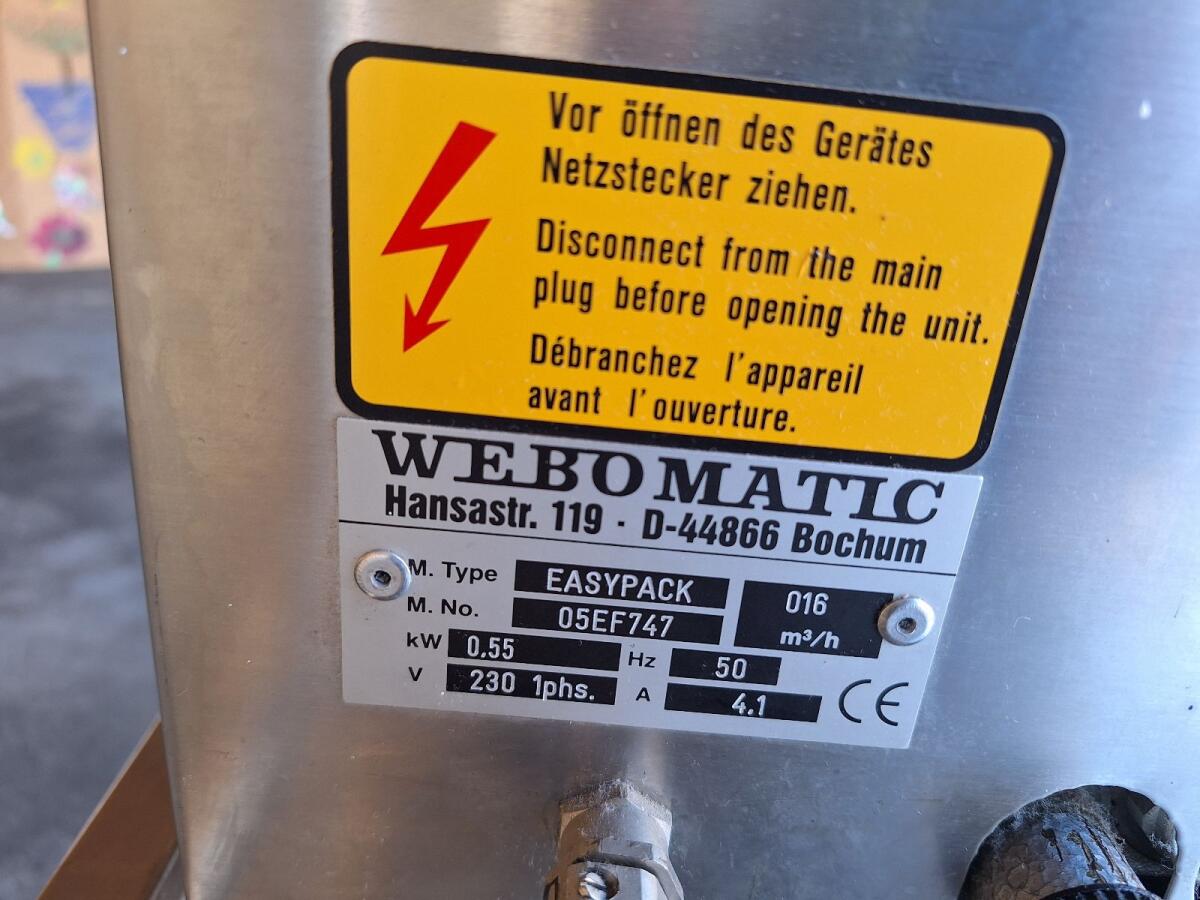 Vor öffnen des Gerätes
Netzstecker ziehen.
Disconnect from the main
plug before opening the unit.
Débranchez l'appareil
avant l'ouverture.
WEBOMATIC
Hansastr. 119 · D-44866 Bochum
M. Type EASYPACK 016
M. No. 05EF747 m³/h
kW 0.55 Hz 50
V 230 1phs. A 4.1 CE